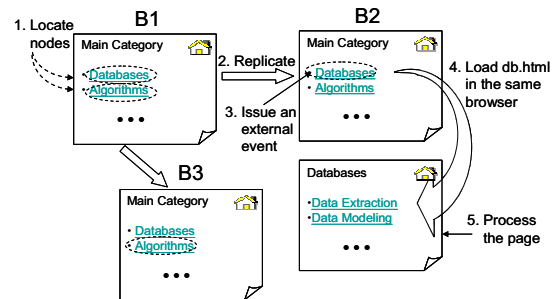 B1
B2
1. Locate
nodes
Main Category
• Databases
• Algorithms
• • •
2. Replicate
Main Category
• Databases
• Algorithms
• • •
3. Issue an
external
event
4. Load db.html
in the same
browser
B3
Main Category
• Databases
• Algorithms
• • •
Databases
•Data Extraction
•Data Modeling
• • •
5. Process
the page